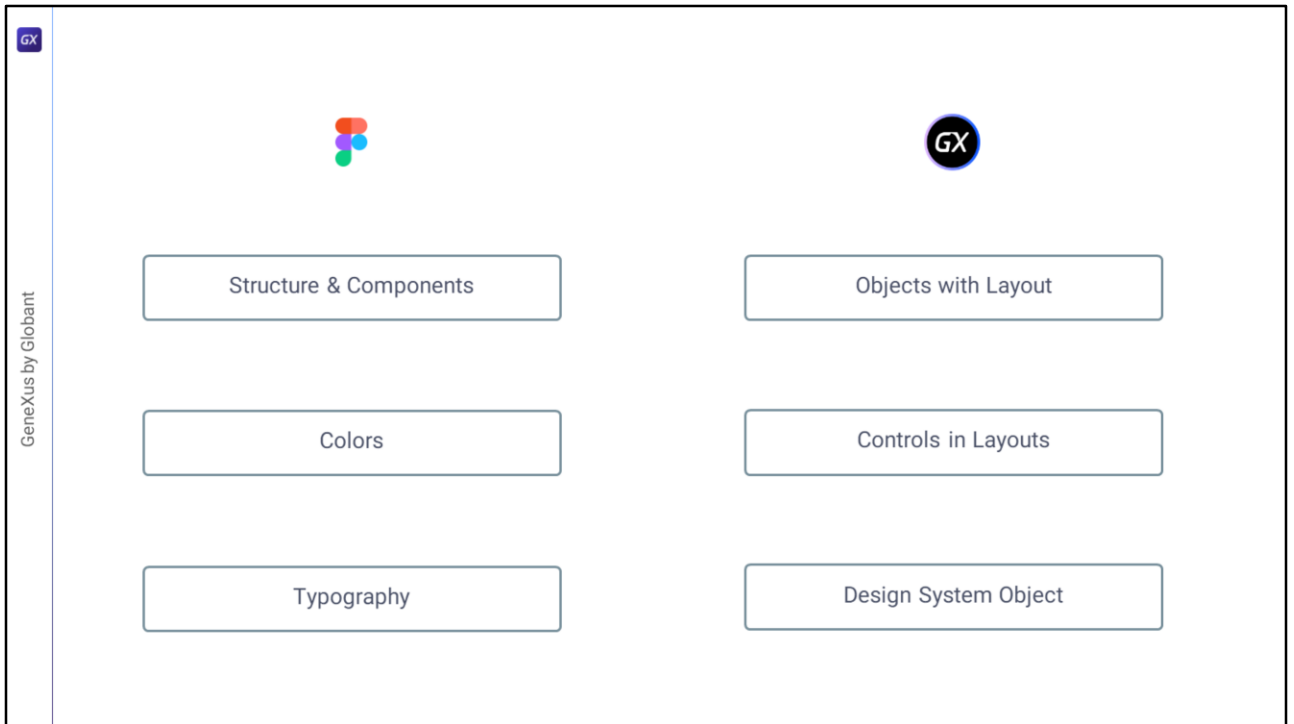 GX
GeneXus by Globant
GX
Structure & Components
Objects with Layout
Colors
Controls in Layouts
Typography
Design System Object